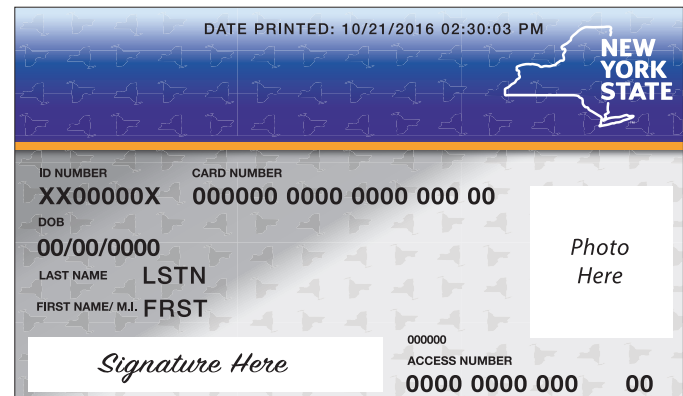 DATE PRINTED: 10/21/2016 02:30:03 PM
NEW
YORK
STATE
ID NUMBER CARD NUMBER
XX00000X 000000 0000 0000 000 00
DOB
00/00/0000
LAST NAME LSTN
FIRST NAME/ M.I. FRST
Photo
Here
Signature Here
000000
ACCESS NUMBER
0000 0000 000 00